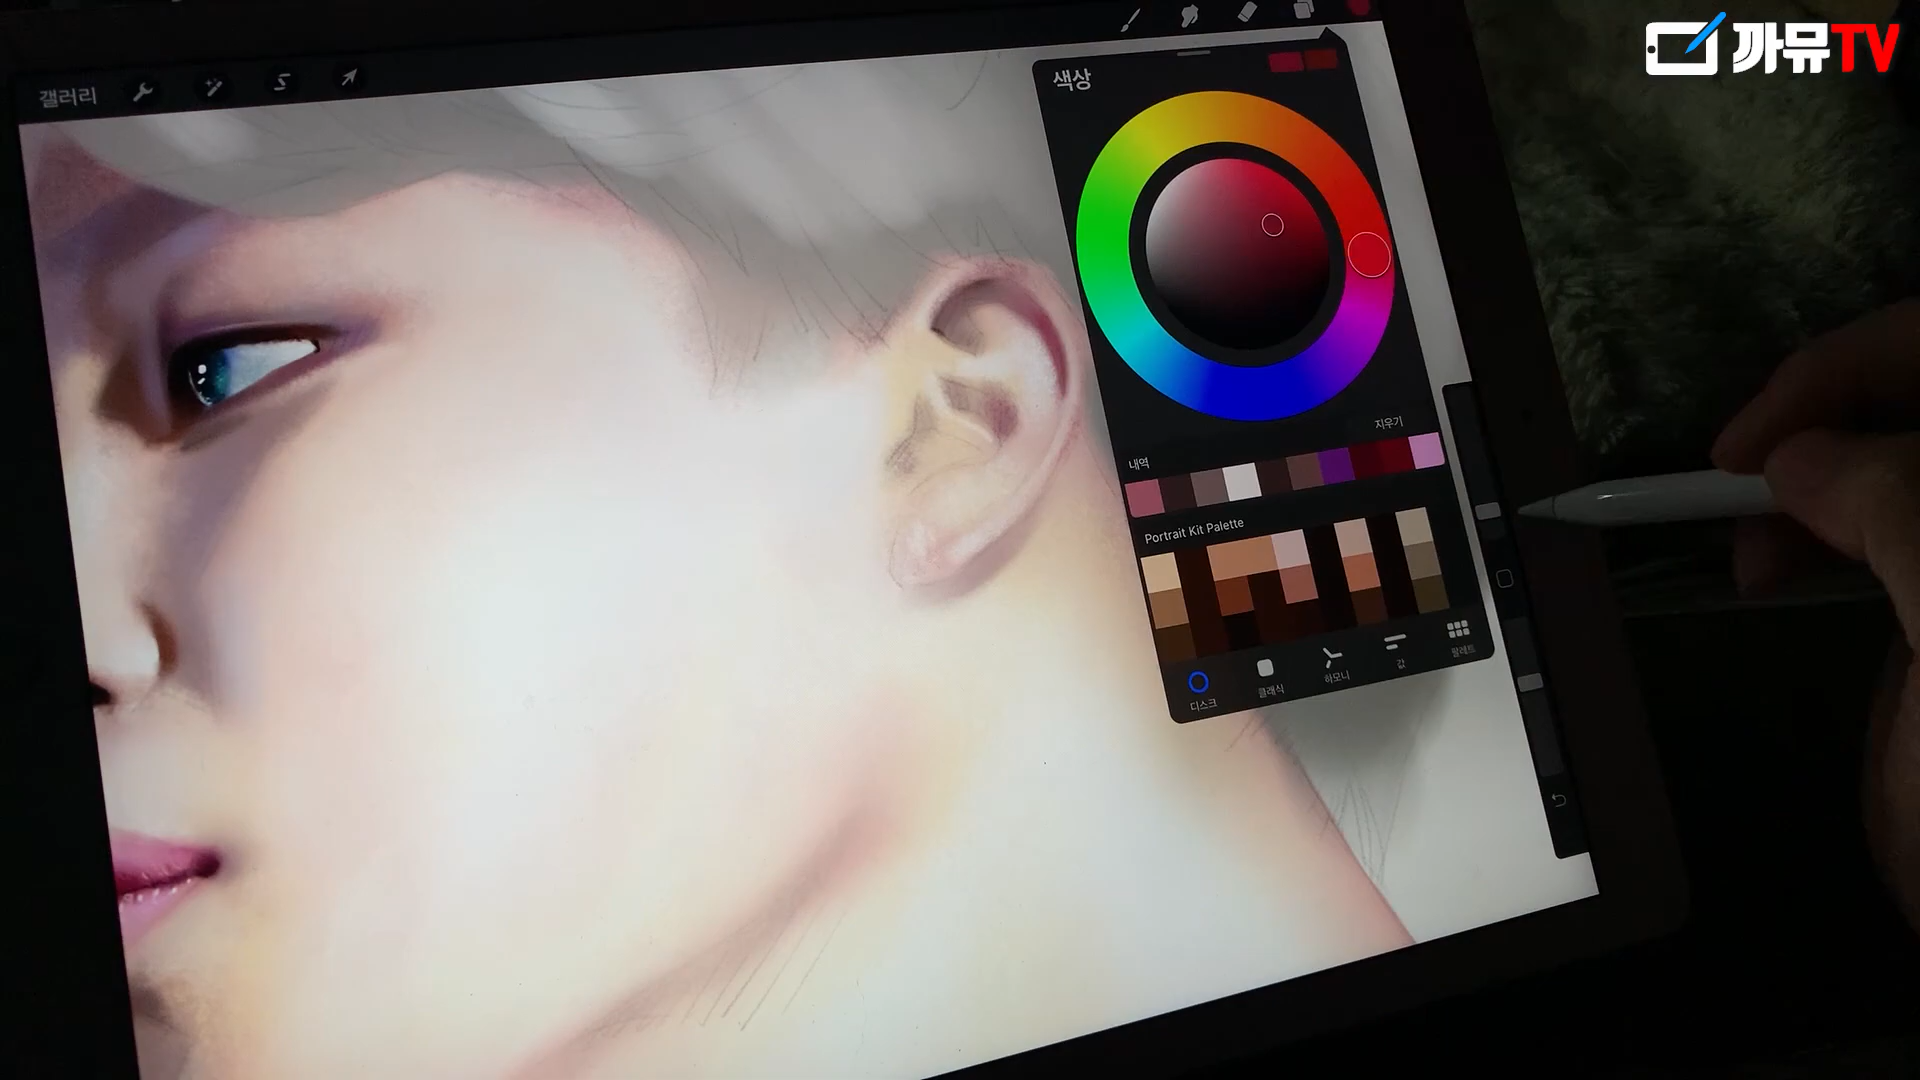 까뮤TV
갤러리
색상
지우기
내역
Portrait Kit Palette
디스크
클래식
하모니
값
팔레트